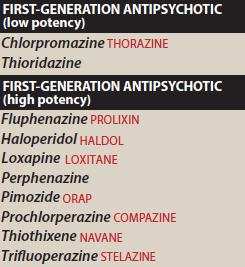 FIRST-GENERATION ANTIPSYCHOTIC
(low potency)
Chlorpromazine THORAZINE
Thioridazine
FIRST-GENERATION ANTIPSYCHOTIC
(high potency)
Fluphenazine PROLIXIN
Haloperidol HALDOL
Loxapine LOXITANE
Perphenazine
Pimozide ORAP
Prochlorperazine COMPAZINE
Thiothixene NAVANE
Trifluoperazine STELAZINE